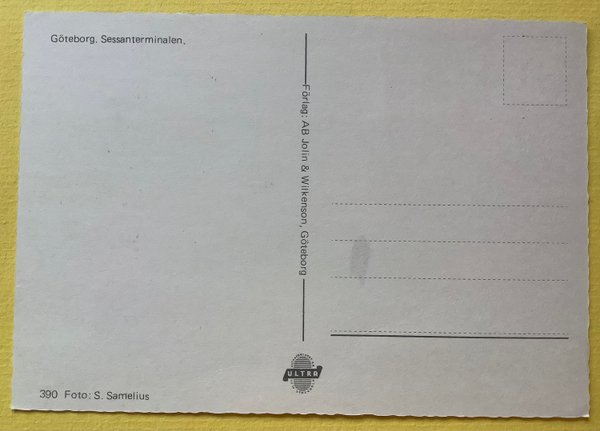 Göteborg. Sessanterminalen.
Förlag: AB Jolin & Wilkenson, Göteborg
ULTRA
390 Foto: S. Samelius